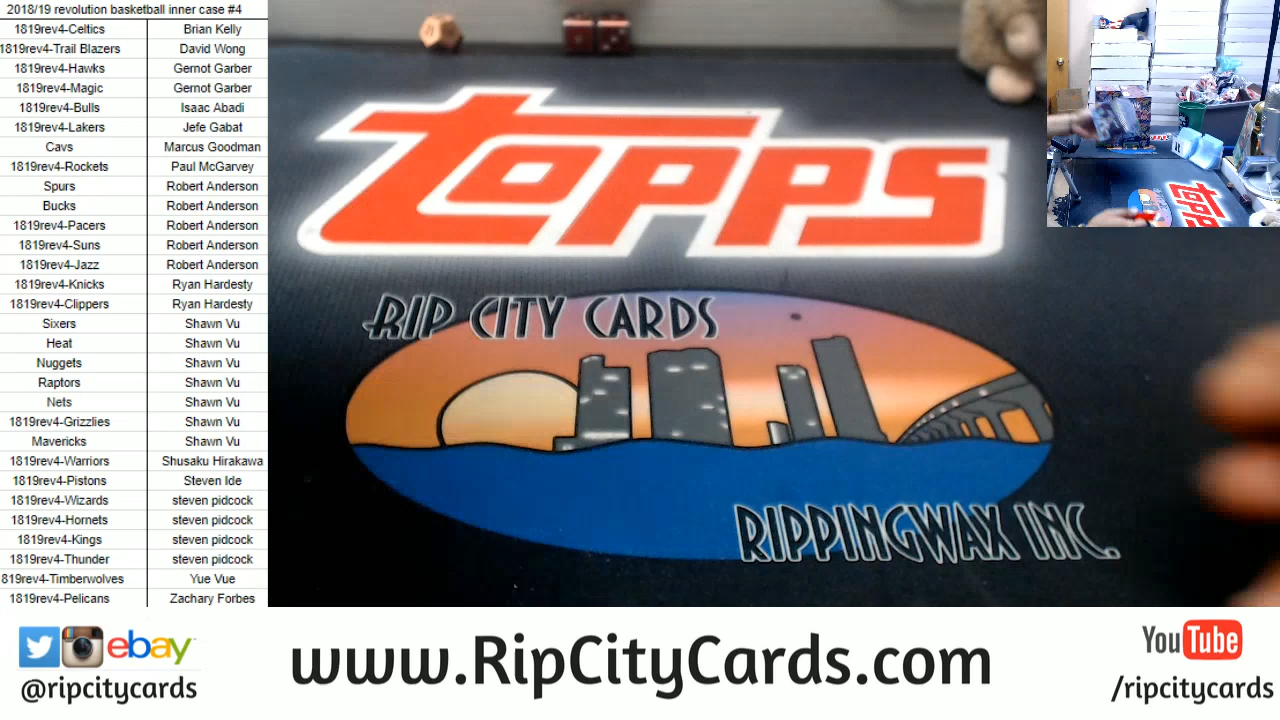 2018/19 revolution basketball inner case #4
1819rev4-Celtics Brian Kelly
1819rev4-Trail Blazers David Wong
1819rev4-Hawks Gernot Garber
1819rev4-Magic Gernot Garber
1819rev4-Bulls Isaac Abadi
1819rev4-Lakers Jefe Gabat
Cavs Marcus Goodman
1819rev4-Rockets Paul McGarvey
Spurs Robert Anderson
Bucks Robert Anderson
1819rev4-Pacers Robert Anderson
1819rev4-Suns Robert Anderson
1819rev4-Jazz Robert Anderson
1819rev4-Knicks Ryan Hardesty
1819rev4-Clippers Ryan Hardesty
Sixers Shawn Vu
Heat Shawn Vu
Nuggets Shawn Vu
Raptors Shawn Vu
Nets Shawn Vu
1819rev4-Grizzlies Shawn Vu
Mavericks Shawn Vu
1819rev4-Warriors Shusaku Hirakawa
1819rev4-Pistons Steven Ide
1819rev4-Wizards steven pidcock
1819rev4-Hornets steven pidcock
1819rev4-Kings steven pidcock
1819rev4-Thunder steven pidcock
819rev4-Timberwolves Yue Vue
1819rev4-Pelicans Zachary Forbes
topps
RIP CITY CARDS
RIPPINGWAX INC.
topps
ebay
@ripcitycards
www.RipCityCards.com
YouTube
/ripcitycards